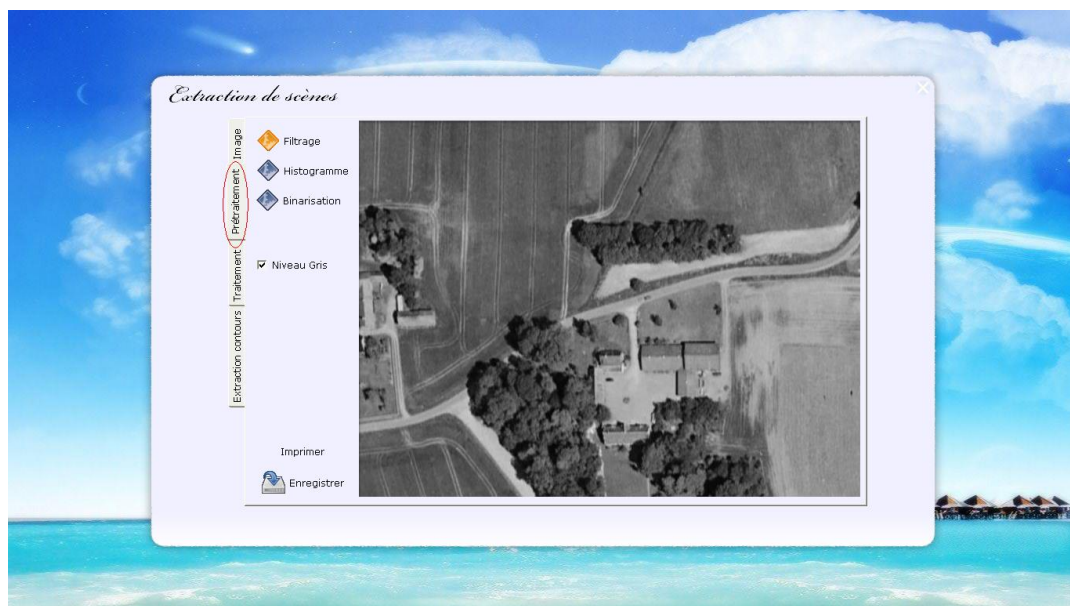 Extraction de scènes
Image
Prétraitement
Traitement
Extraction contours
Filtrage
Histogramme
Binarisation
Niveau Gris
Imprimer
Enregistrer